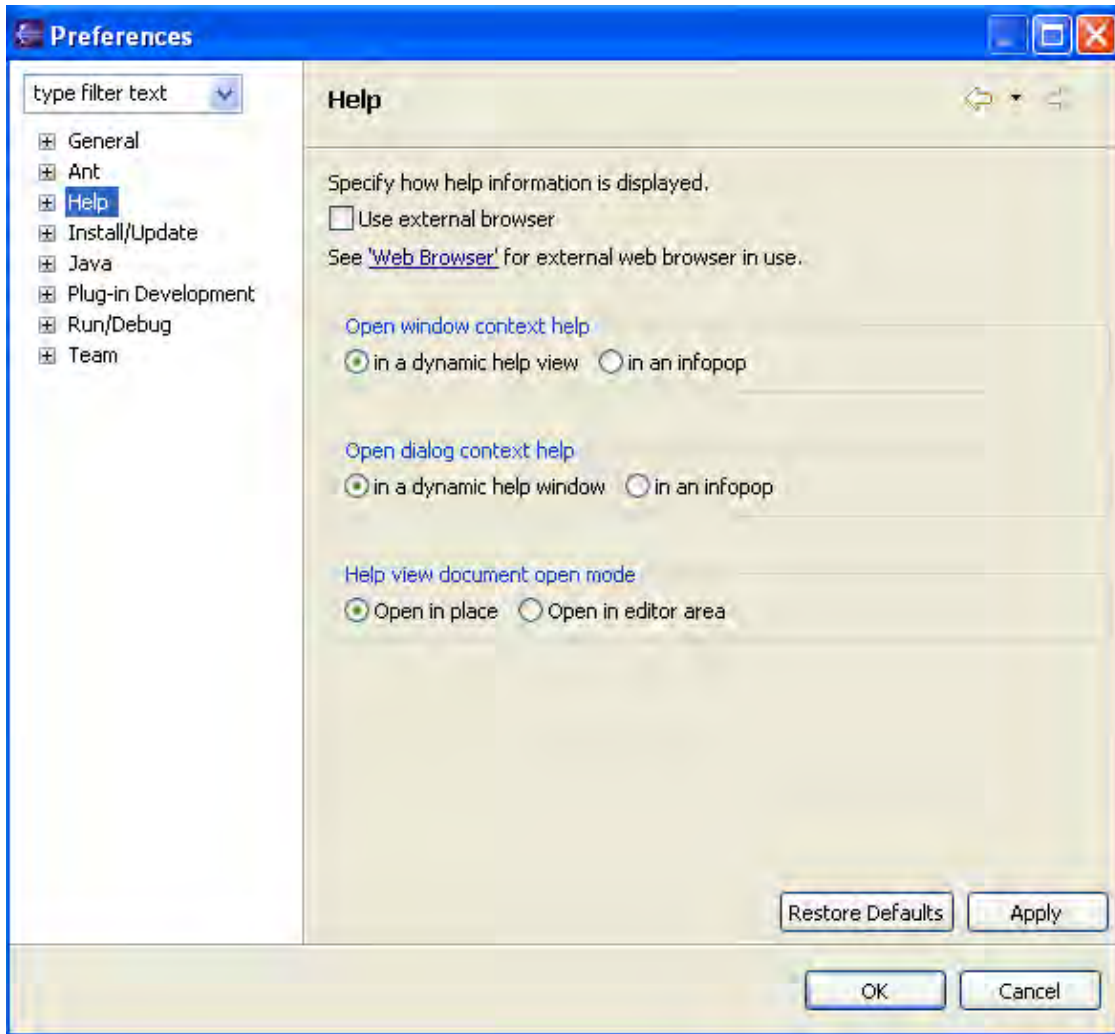 Preferences
type filter text
General
Ant
Help
Install/Update
Java
Plug-in Development
Run/Debug
Team
Help
Specify how help information is displayed.
Use external browser
See 'Web Browser' for external web browser in use.
Open window context help
in a dynamic help view in an infopop
Open dialog context help
in a dynamic help window in an infopop
Help view document open mode
Open in place Open in editor area
Restore Defaults Apply
OK Cancel